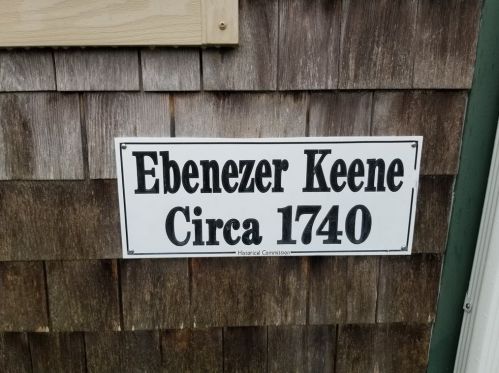 Ebenezer Keene
Circa 1740
Historical Commission